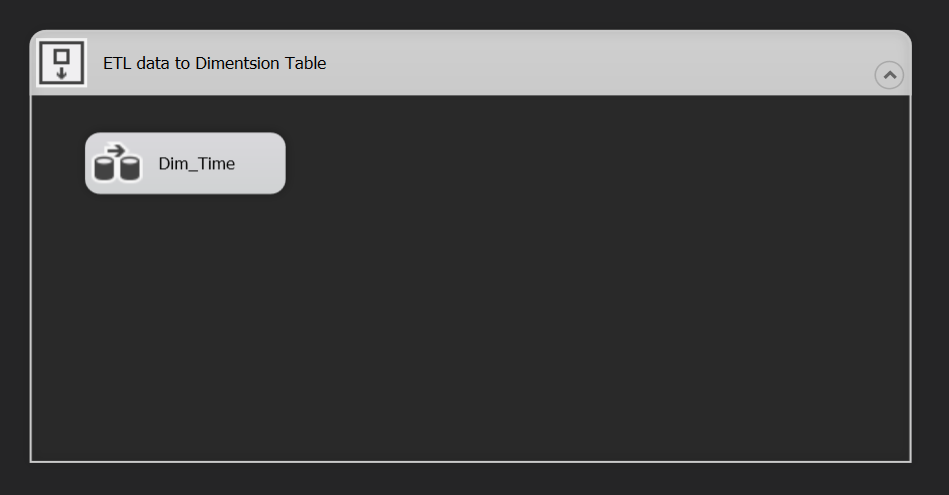 ETL data to Dimentsion Table
Dim_Time